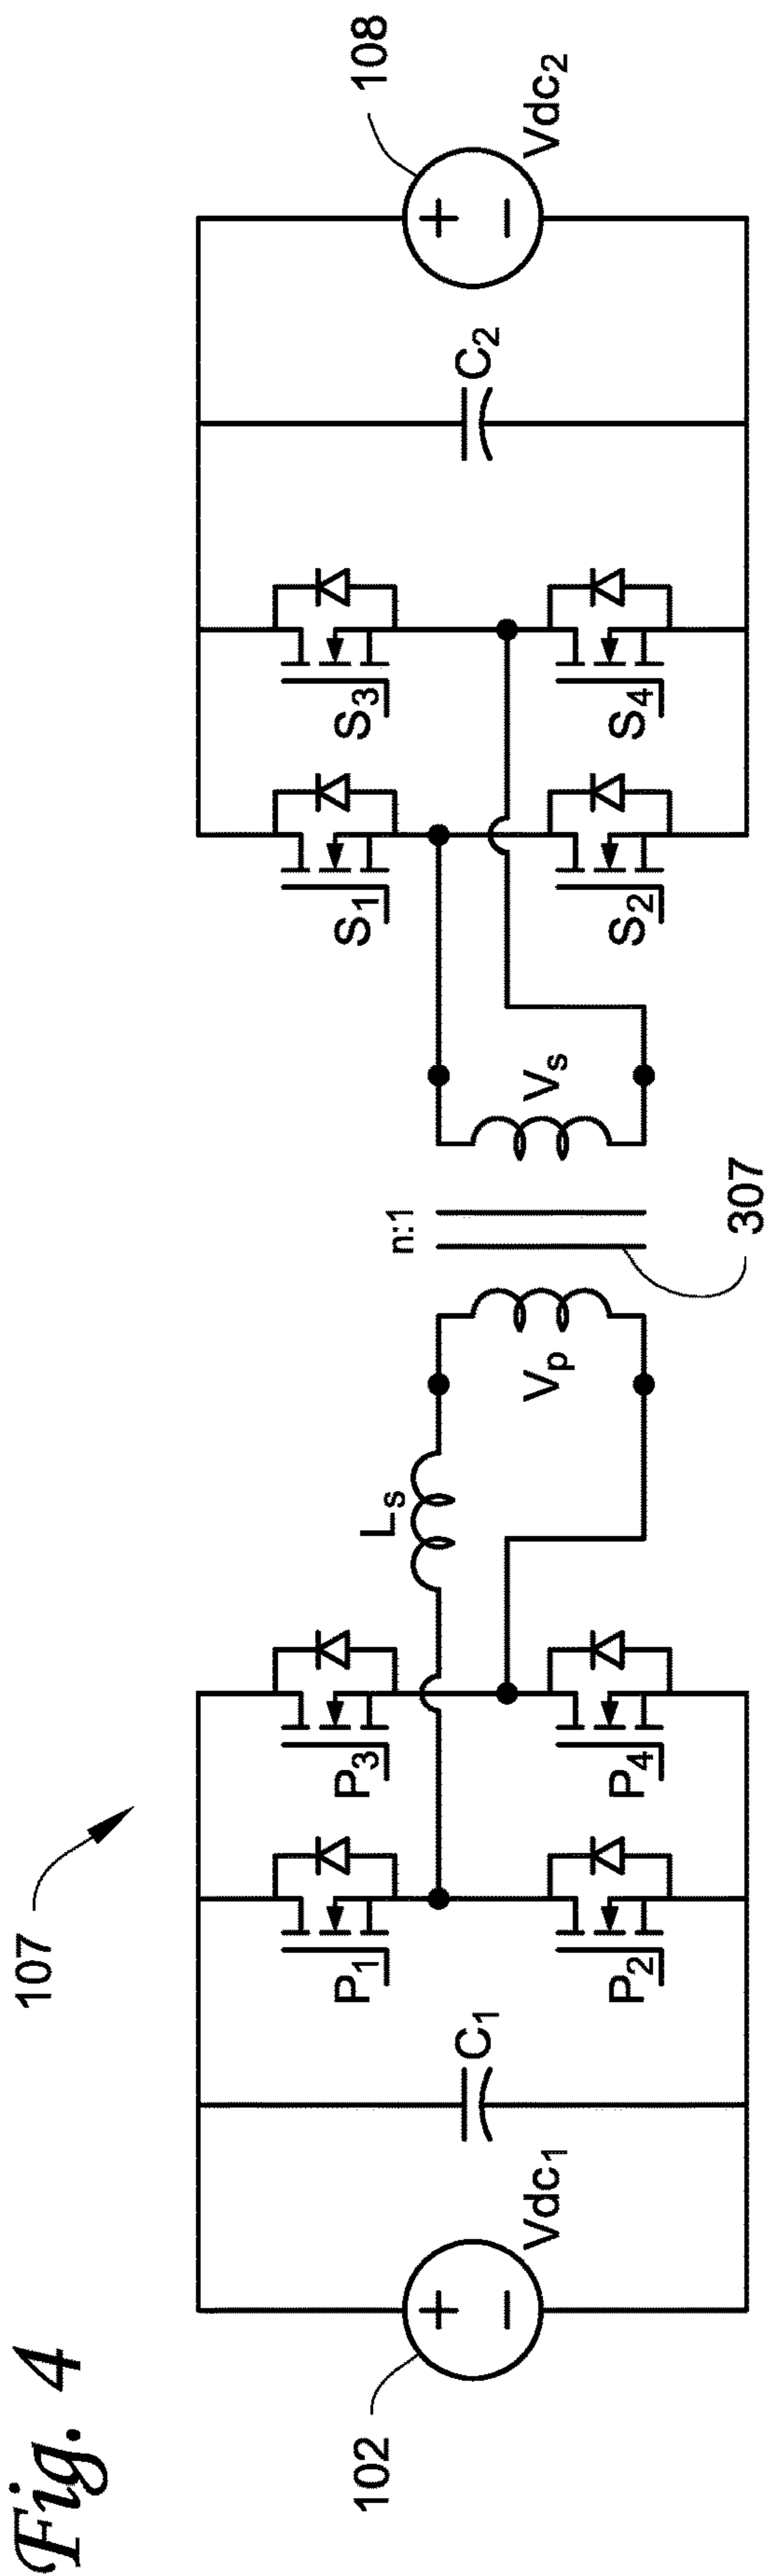 Fig. 4
107
102
Vdc1
C1
P1
P2
P3
P4
Ls
Vp
n:1
307
Vs
S1
S2
S3
S4
C2
Vdc2
108